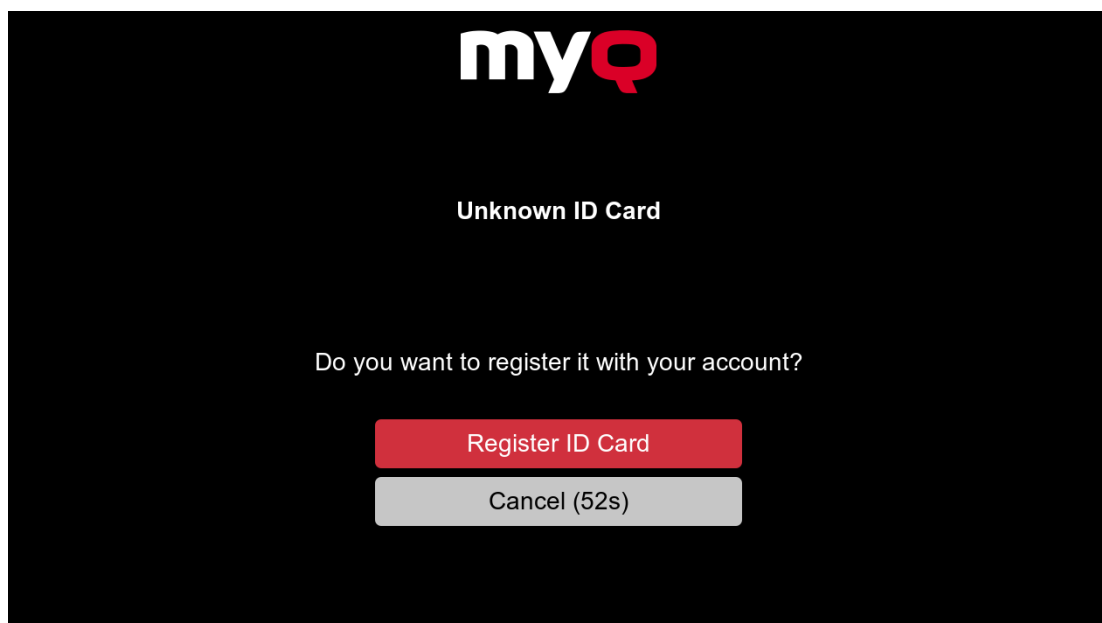 myQ
Unknown ID Card
Do you want to register it with your account?
Register ID Card
Cancel (52s)